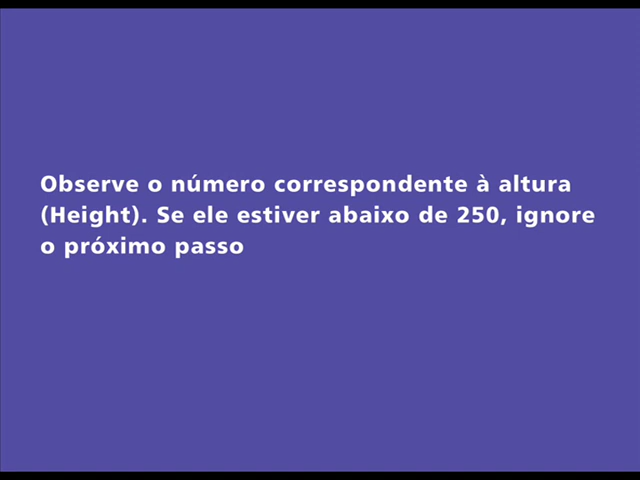 Observe o número correspondente à altura
(Height). Se ele estiver abaixo de 250, ignore
o próximo passo